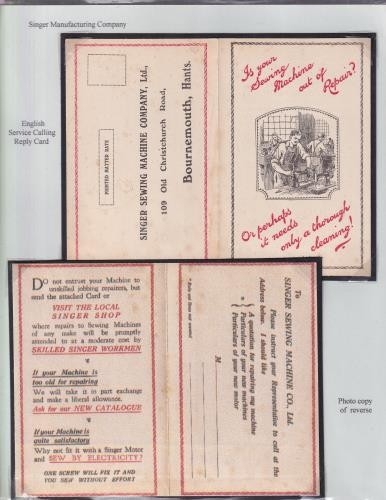 Singer Manufacturing Company
English
Service Calling
Reply Card
PRINTED MATTER RATE
SINGER SEWING MACHINE COMPANY, Ltd.,
109 Old Christchurch Road,
Bournemouth, Hants.
Is your
Sewing
Machine
out of Repair?
Or perhaps
it needs
only a thorough
cleaning!
DO not entrust your Machine to
unskilled jobbing repairers, but
send the attached Card or
VISIT THE LOCAL
SINGER SHOP
where repairs to Sewing Machines
of any make will be promptly
attended to at a moderate cost by
SKILLED SINGER WORKMEN
If your Machine is
too old for repairing
We will take it in part exchange
and make a liberal allowance.
Ask for our NEW CATALOGUE
If your Machine is
quite satisfactory
Why not fit it with a Singer Motor
and SEW BY ELECTRICITY?
ONE SCREW WILL FIX IT AND
YOU SEW WITHOUT EFFORT
To
SINGER SEWING MACHINE CO., Ltd.
Please instruct your Representative to call at the
Address below. I should like
* A quotation for repairing my machine
Particulars of your new machines
Particulars of your new motor
M
Photo copy
of reverse